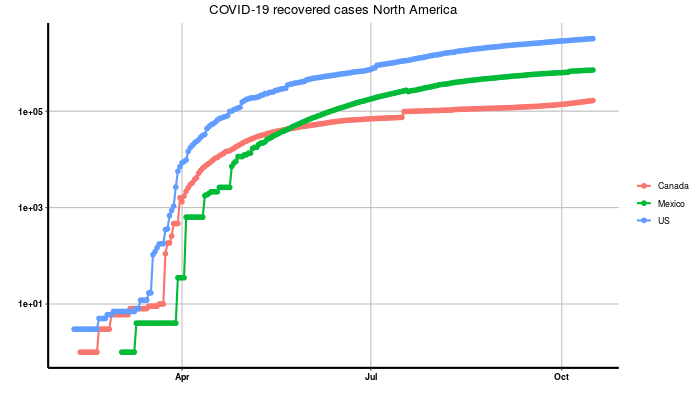 COVID-19 recovered cases North America
1e+05
1e+03
1e+01
Apr
Jul
Oct
Canada
Mexico
US